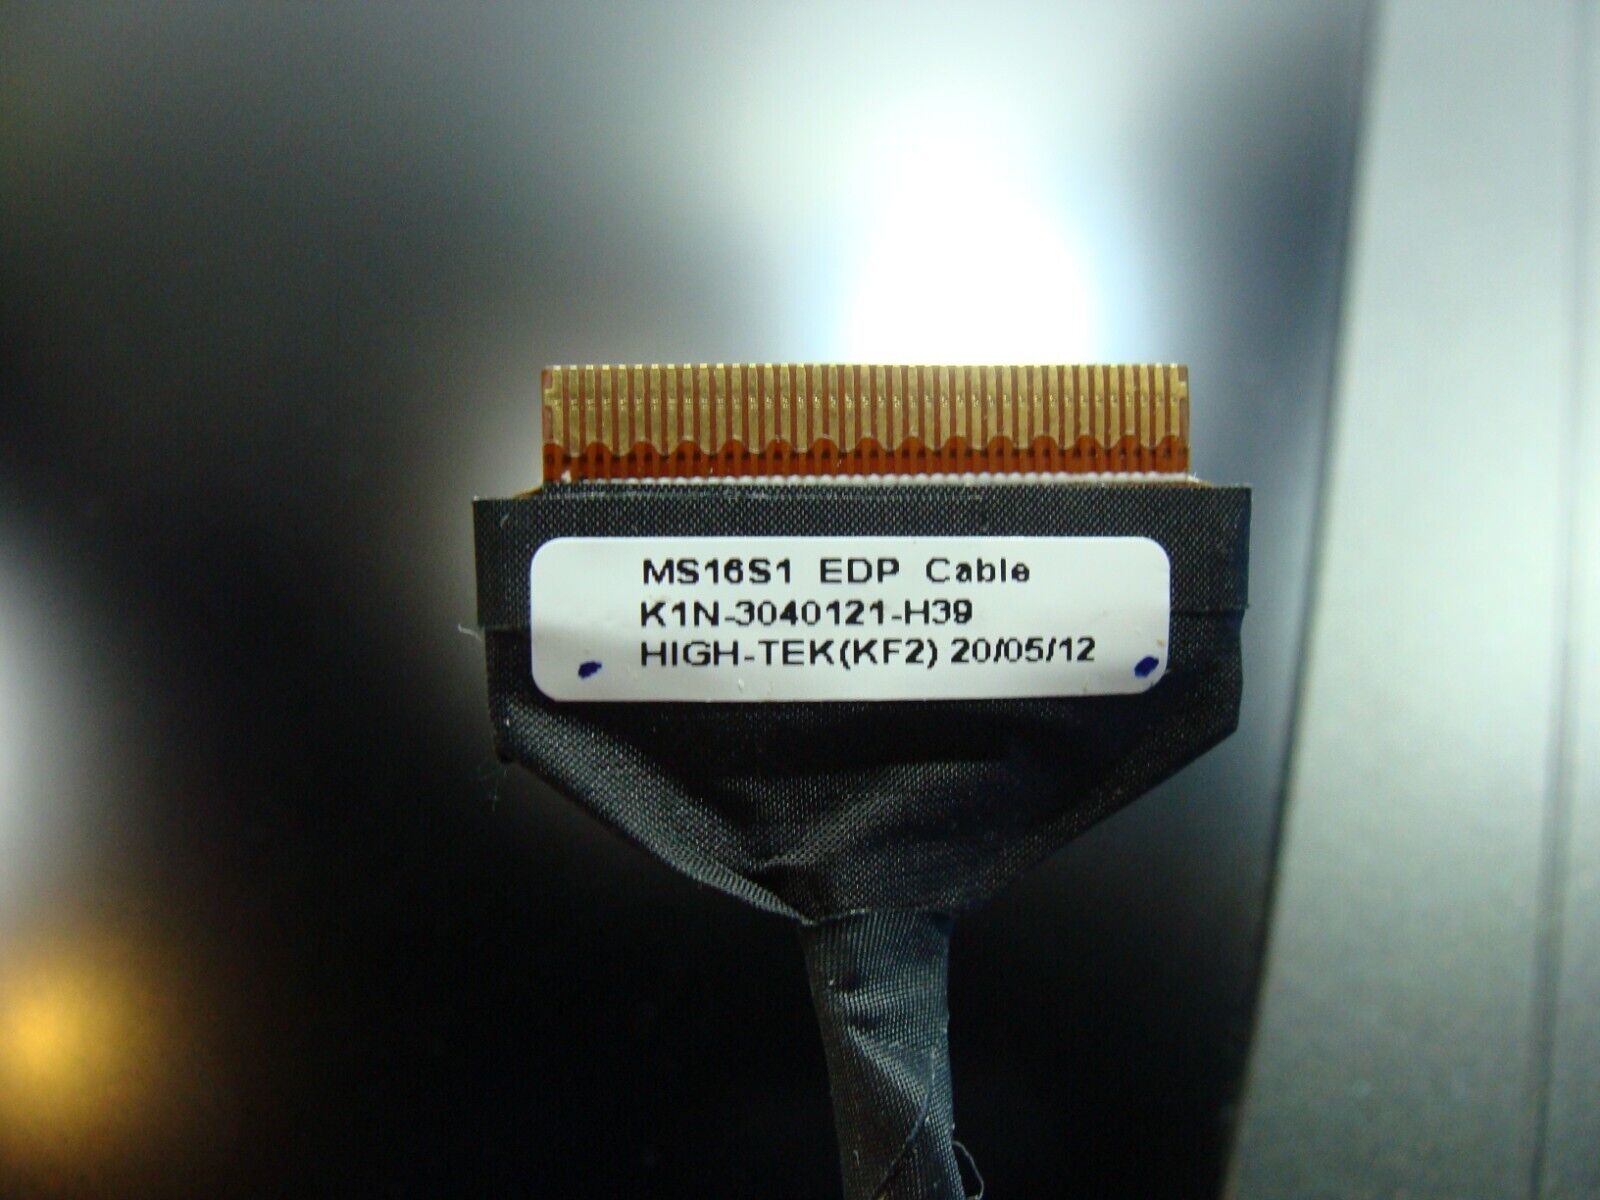 MS16S1 EDP Cable
K1N-3040121-H39
HIGH-TEK(KF2) 20/05/12